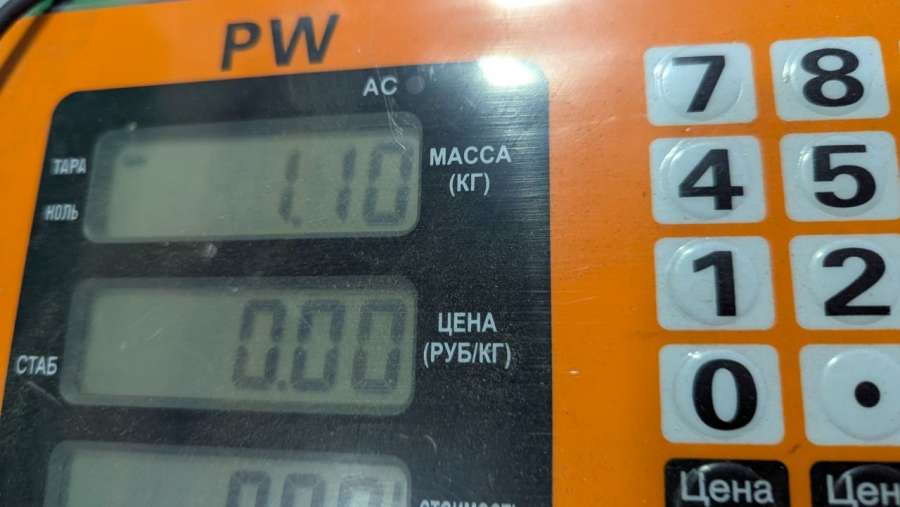 PW
AC
ТАРА
НОЛЬ
1.10
МАССА
(КГ)
0.00
ЦЕНА
(РУБ/КГ)
СТАБ
7 8
4 5
1 2
0 .
Цена